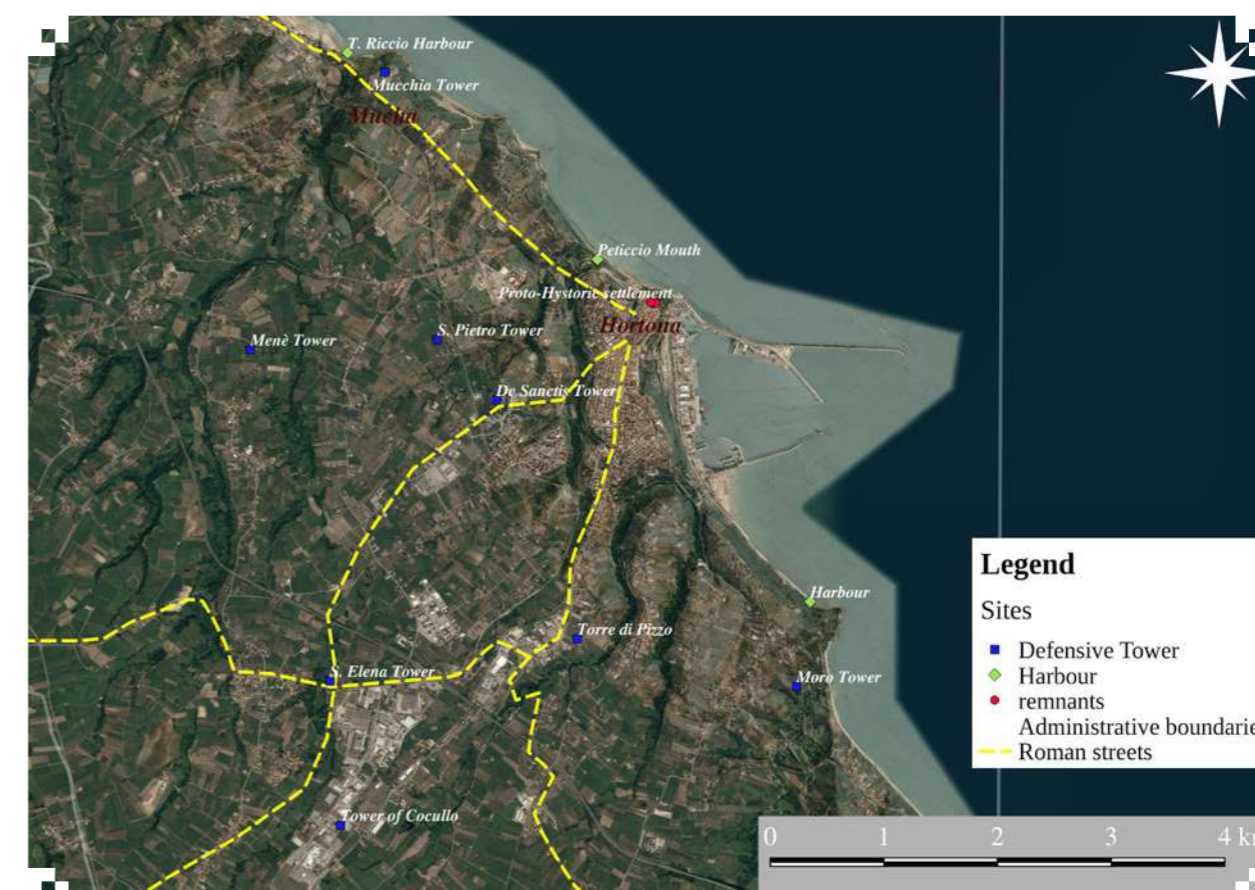 T. Riccio Harbour
Mucchia Tower
Mucla
Peticcio Mouth
Proto-Hystoric settlement
Hortona
S. Pietro Tower
Menè Tower
De Sanctis Tower
Harbour
Torre di Pizzo
S. Elena Tower
Moro Tower
Tower of Cocullo
Legend
Sites
Defensive Tower
Harbour
remnants
Administrative boundarie
Roman streets
0 1 2 3 4 k